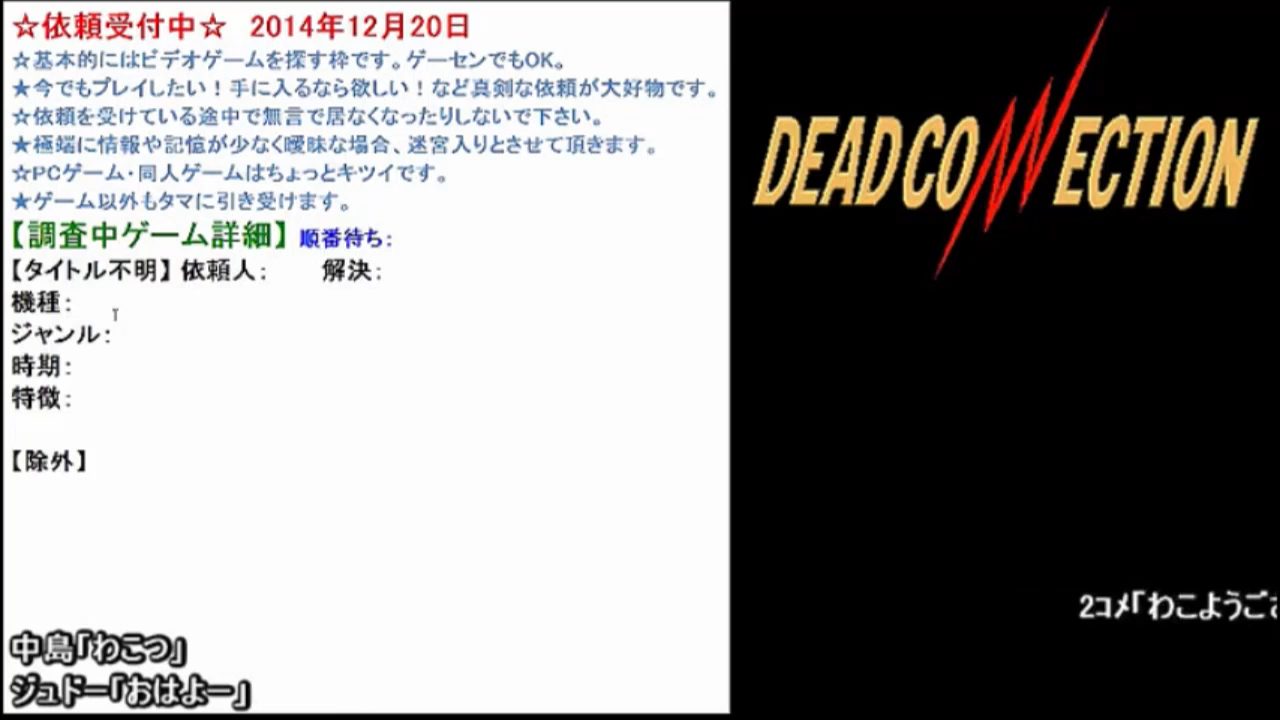 ☆依頼受付中☆ 2014年12月20日
☆基本的にはビデオゲームを探す枠です。ゲーセンでもOK。
★今でもプレイしたい！手に入るなら欲しい！など真剣な依頼が大好物です。
☆依頼を受けている途中で無言で居なくなったりしないで下さい。
★極端に情報や記憶が少なく曖昧な場合、迷宮入りとさせて頂きます。
☆PCゲーム・同人ゲームはちょっとキツイです。
★ゲーム以外もタマに引き受けます。
【調査中ゲーム詳細】 順番待ち：
【タイトル不明】 依頼人： 解決：
機種：
ジャンル：
時期：
特徴：
【除外】
中島「わこつ」
ジュドー「おはよー」
DEAD CONNECTION
2コメ「わこようござ